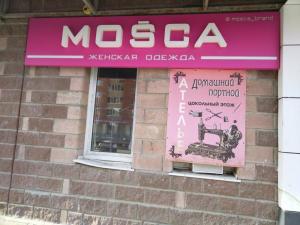 @ mosca_brand
MOŠCA
ЖЕНСКАЯ ОДЕЖДА
АТЕЛЬЕ
Домашний
портной
цокольный этаж